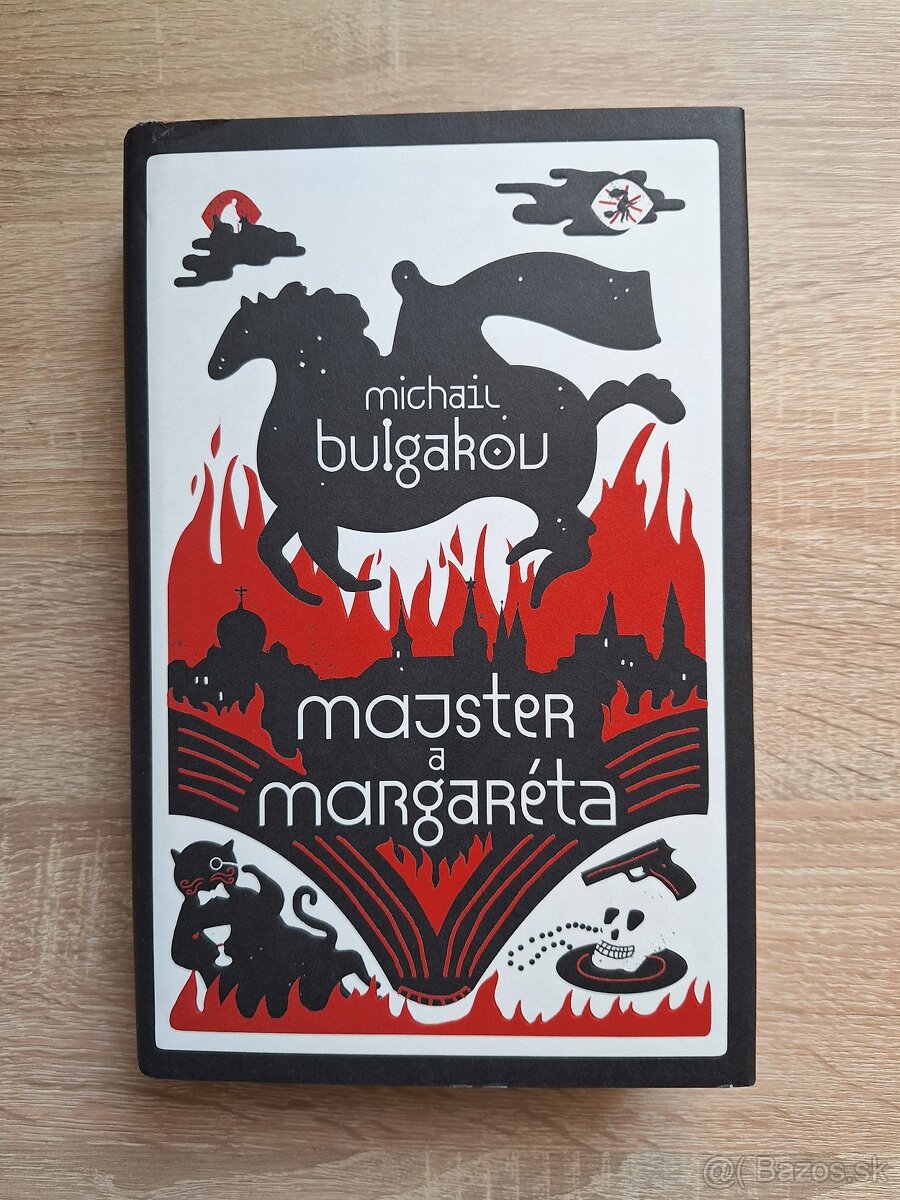 michail
bulgakov
majster
a
margaréta
@( Bazos.sk